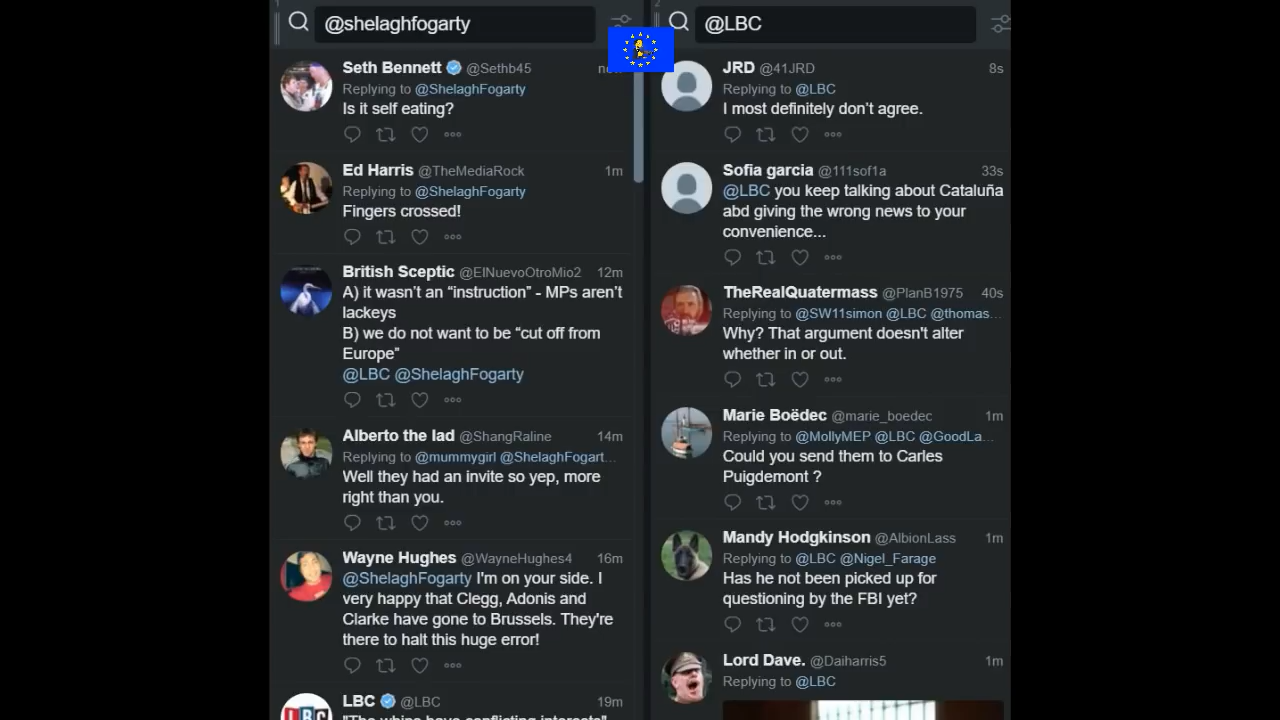 @shelaghfogarty
Seth Bennett @Sethb45
Replying to @ShelaghFogarty
Is it self eating?
Ed Harris @TheMediaRock 1m
Replying to @ShelaghFogarty
Fingers crossed!
British Sceptic @ElNuevoOtroMio2 12m
A) it wasn’t an “instruction” - MPs aren’t
lackeys
B) we do not want to be “cut off from
Europe”
@LBC @ShelaghFogarty
Alberto the lad @ShangRaline 14m
Replying to @mummygirl @ShelaghFogart...
Well they had an invite so yep, more
right than you.
Wayne Hughes @WayneHughes4 16m
@ShelaghFogarty I'm on your side. I
very happy that Clegg, Adonis and
Clarke have gone to Brussels. They're
there to halt this huge error!
LBC @LBC 19m
"The whips have conflicting interests"
LBC
@LBC
JRD @41JRD 8s
Replying to @LBC
I most definitely don’t agree.
Sofia garcia @111sof1a 33s
@LBC you keep talking about Cataluña
abd giving the wrong news to your
convenience...
TheRealQuatermass @PlanB1975 40s
Replying to @SW11simon @LBC @thomas...
Why? That argument doesn't alter
whether in or out.
Marie Boëdec @marie_boedec 1m
Replying to @MollyMEP @LBC @GoodLa...
Could you send them to Carles
Puigdemont ?
Mandy Hodgkinson @AlbionLass 1m
Replying to @LBC @Nigel_Farage
Has he not been picked up for
questioning by the FBI yet?
Lord Dave. @Daiharris5 1m
Replying to @LBC